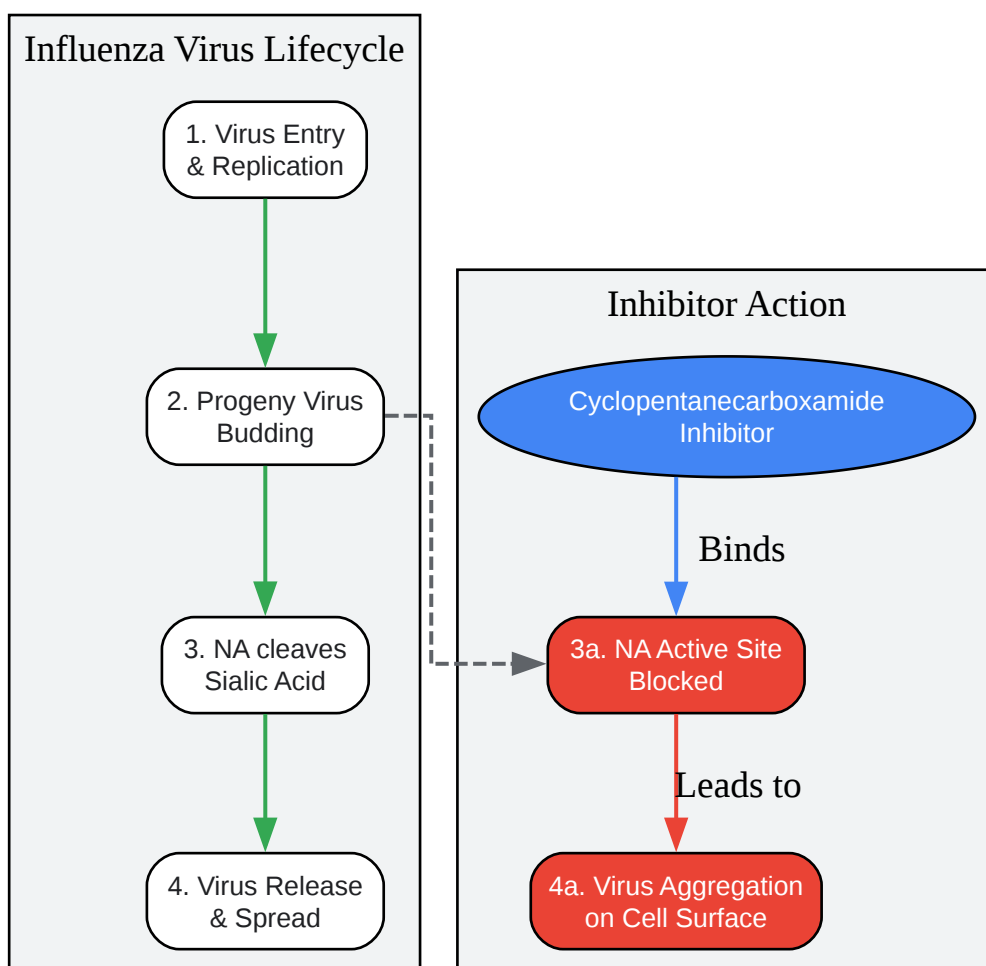 Influenza Virus Lifecycle
1. Virus Entry
& Replication
2. Progeny Virus
Budding
3. NA cleaves
Sialic Acid
4. Virus Release
& Spread
Inhibitor Action
Cyclopentanecarboxamide
Inhibitor
Binds
3a. NA Active Site
Blocked
Leads to
4a. Virus Aggregation
on Cell Surface